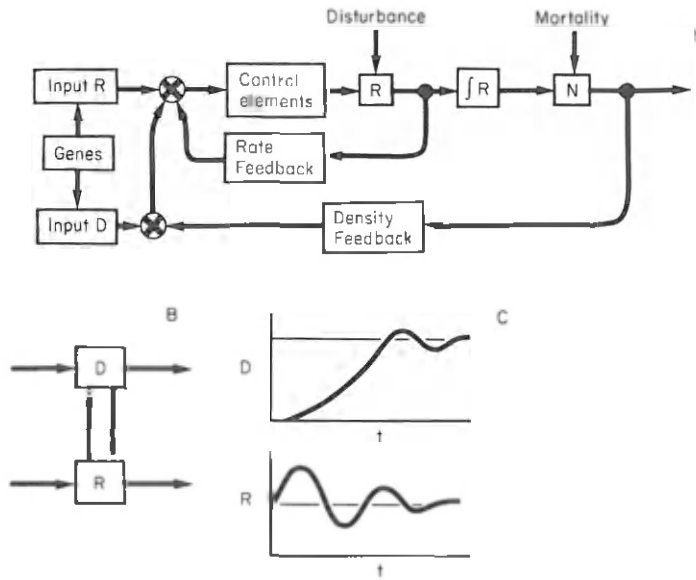 Disturbance Mortality
Input R
Control
elements
R
∫R
N
Genes
Rate
Feedback
Input D
Density
Feedback
B
C
D
D
t
R
R
t